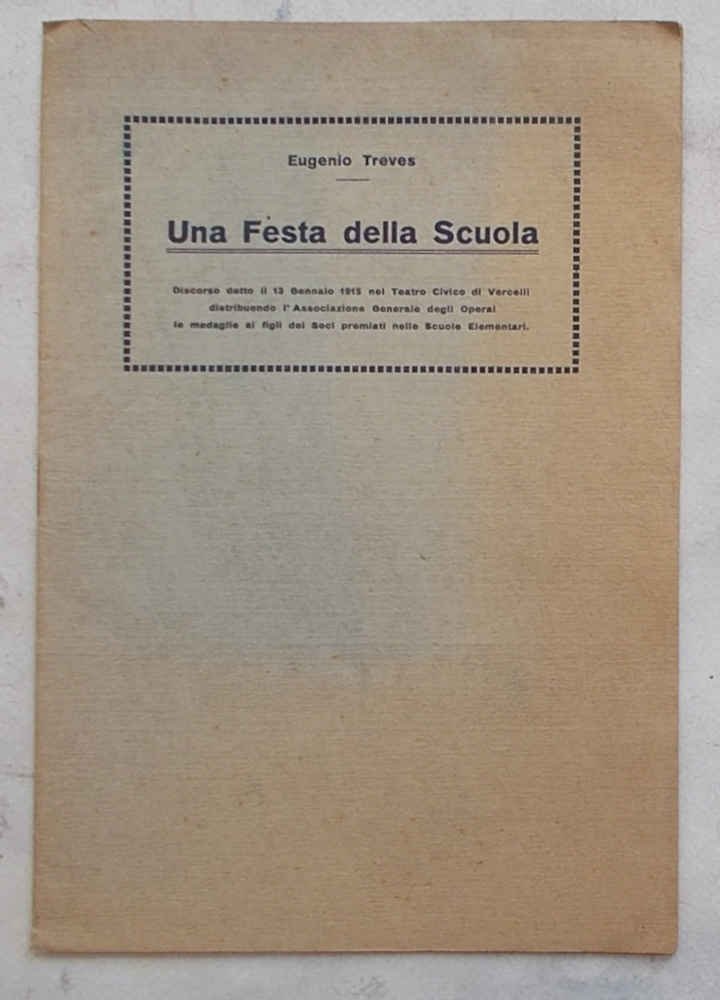 Eugenio Treves
Una Festa della Scuola
Discorso detto il 13 Gennaio 1915 nel Teatro Civico di Vercelli
distribuendo l'Associazione Generale degli Operai
le medaglie ai figli dei Soci premiati nelle Scuole Elementari.